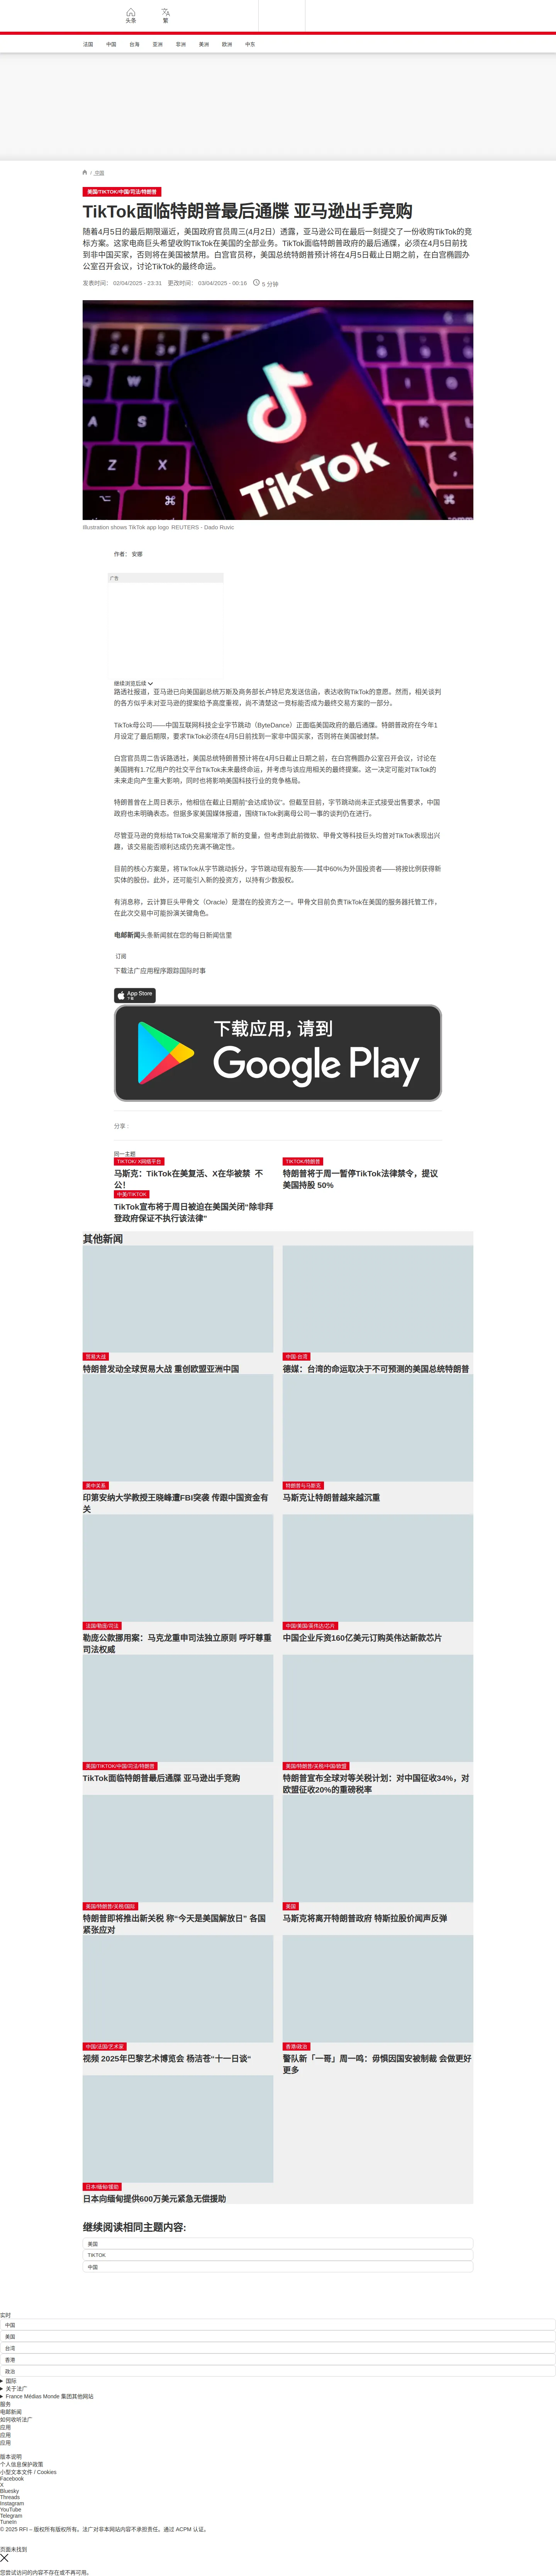 头条
繁
法国
中国
台海
亚洲
非洲
美洲
欧洲
中东
/ 中国
美国/TIKTOK/中国/司法/特朗普
TikTok面临特朗普最后通牒 亚马逊出手竞购
随着4月5日的最后期限逼近，美国政府官员周三(4月2日）透露，亚马逊公司在最后一刻提交了一份收购TikTok的竞
标方案。这家电商巨头希望收购TikTok在美国的全部业务。TikTok面临特朗普政府的最后通牒，必须在4月5日前找
到非中国买家，否则将在美国被禁用。白宫官员称，美国总统特朗普预计将在4月5日截止日期之前，在白宫椭圆办
公室召开会议，讨论TikTok的最终命运。
发表时间： 02/04/2025 - 23:31 更改时间： 03/04/2025 - 00:16 5 分钟
TikTok
Illustration shows TikTok app logo REUTERS - Dado Ruvic
作者： 安娜
广告
继续浏览后续
路透社报道，亚马逊已向美国副总统万斯及商务部长卢特尼克发送信函，表达收购TikTok的意愿。然而，相关谈判
的各方似乎未对亚马逊的提案给予高度重视，尚不清楚这一竞标能否成为最终交易方案的一部分。
TikTok母公司——中国互联网科技企业字节跳动（ByteDance）正面临美国政府的最后通牒。特朗普政府在今年1
月设定了最后期限，要求TikTok必须在4月5日前找到一家非中国买家，否则将在美国被封禁。
白宫官员周二告诉路透社，美国总统特朗普预计将在4月5日截止日期之前，在白宫椭圆办公室召开会议，讨论在
美国拥有1.7亿用户的社交平台TikTok未来最终命运，并考虑与该应用相关的最终提案。这一决定可能对TikTok的
未来走向产生重大影响，同时也将影响美国科技行业的竞争格局。
特朗普曾在上周日表示，他相信在截止日期前“会达成协议”。但截至目前，字节跳动尚未正式接受出售要求，中国
政府也未明确表态。但据多家美国媒体报道，围绕TikTok剥离母公司一事的谈判仍在进行。
尽管亚马逊的竞标给TikTok交易案增添了新的变量，但考虑到此前微软、甲骨文等科技巨头均曾对TikTok表现出兴
趣，该交易能否顺利达成仍充满不确定性。
目前的核心方案是，将TikTok从字节跳动拆分，字节跳动现有股东——其中60%为外国投资者——将按比例获得新
实体的股份。此外，还可能引入新的投资方，以持有少数股权。
有消息称，云计算巨头甲骨文（Oracle）是潜在的投资方之一。甲骨文目前负责TikTok在美国的服务器托管工作，
在此次交易中可能扮演关键角色。
电邮新闻头条新闻就在您的每日新闻信里
订阅
下载法广应用程序跟踪国际时事
App Store
下载
下载应用，请到
Google Play
分享 :
同一主题
TIKTOK/ X网络平台
马斯克：TikTok在美复活、X在华被禁 不
公！
TIKTOK/特朗普
特朗普将于周一暂停TikTok法律禁令，提议
美国持股 50%
中美/TIKTOK
TikTok宣布将于周日被迫在美国关闭“除非拜
登政府保证不执行该法律”
其他新闻
贸易大战
特朗普发动全球贸易大战 重创欧盟亚洲中国
中国·台湾
德媒：台湾的命运取决于不可预测的美国总统特朗普
美中关系
印第安纳大学教授王晓峰遭FBI突袭 传跟中国资金有
关
特朗普与马斯克
马斯克让特朗普越来越沉重
法国/勒庞/司法
勒庞公款挪用案：马克龙重申司法独立原则 呼吁尊重
司法权威
中国/美国/英伟达/芯片
中国企业斥资160亿美元订购英伟达新款芯片
美国/TIKTOK/中国/司法/特朗普
TikTok面临特朗普最后通牒 亚马逊出手竞购
美国/特朗普/关税/中国/欧盟
特朗普宣布全球对等关税计划：对中国征收34%，对
欧盟征收20%的重磅税率
美国/特朗普/关税/国际
特朗普即将推出新关税 称“今天是美国解放日” 各国
紧张应对
美国
马斯克将离开特朗普政府 特斯拉股价闻声反弹
中国/法国/艺术家
视频 2025年巴黎艺术博览会 杨洁苍"十一日谈"
香港/政治
警队新「一哥」周一鸣：毋惧因国安被制裁 会做更好
更多
日本/缅甸/援助
日本向缅甸提供600万美元紧急无偿援助
继续阅读相同主题内容:
美国
TIKTOK
中国
实时
中国
美国
台湾
香港
政治
国际
关于法广
France Médias Monde 集团其他网站
服务
电邮新闻
如何收听法广
应用
应用
应用
版本说明
个人信息保护政策
小型文本文件 / Cookies
Facebook
X
Bluesky
Threads
Instagram
YouTube
Telegram
TuneIn
© 2025 RFI – 版权所有版权所有。法广对非本网站内容不承担责任。通过 ACPM 认证。
页面未找到
您尝试访问的内容不存在或不再可用。